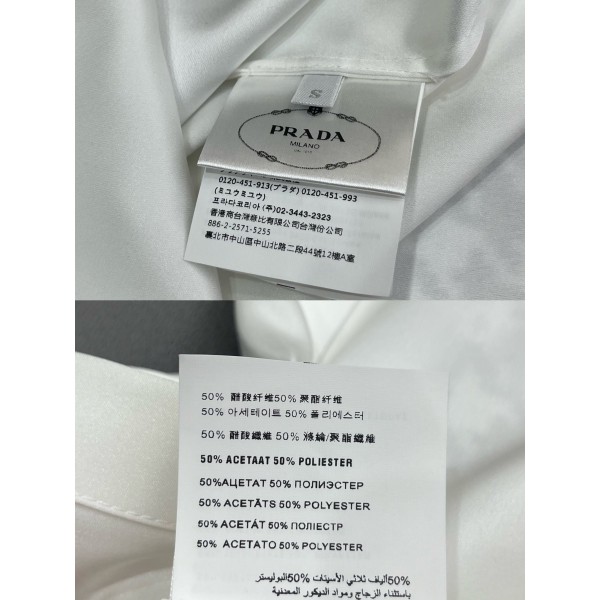 S
PRADA
MILANO
0120-451-913(プラダ) 0120-451-993
(ミュウミュウ)
프라다코리아 (주)02-3443-2323
香港商台灣普比有限公司台灣份公司
886-2-2571-5255
臺北市中山區中山北路二段44號12樓A室
50% 醋酸纤维50% 聚酯纤维
50% 아세테이트 50% 폴리에스터
50% 醋酸纖維 50% 滌綸/聚酯纖維
50% ACETAAT 50% POLIESTER
50%АЦЕТАТ 50% ПОЛИЭСТЕР
50% ACETĀTS 50% POLYESTER
50% ACETÁT 50% ПОЛІЕСТР
50% ACETATO 50% POLYESTER
50%ألياف ثلاثي الأسيتات 50%البوليستر
باستثناء الزجاج ومواد الديكور المعدنية